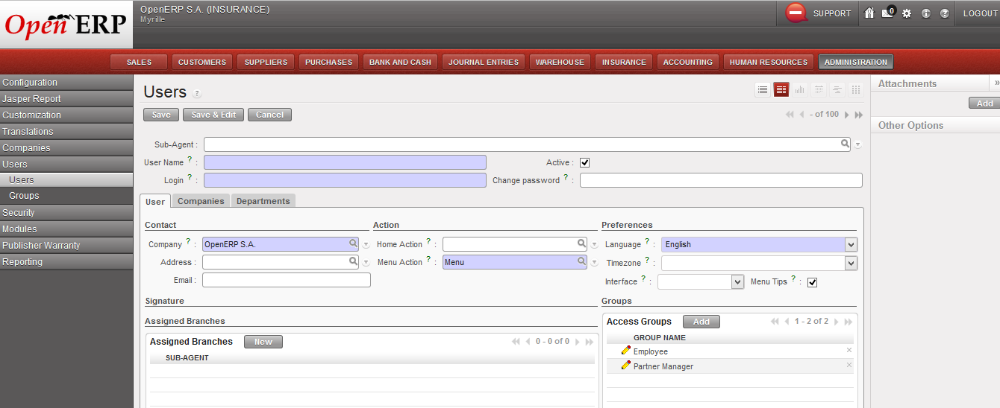 Open ERP
OpenERP S.A. (INSURANCE)
Myrille
SUPPORT
0
LOGOUT
SALES CUSTOMERS SUPPLIERS PURCHASES BANK AND CASH JOURNAL ENTRIES WAREHOUSE INSURANCE ACCOUNTING HUMAN RESOURCES ADMINISTRATION
Configuration
Jasper Report
Customization
Translations
Companies
Users
Users
Groups
Security
Modules
Publisher Warranty
Reporting
Users ?
Save Save & Edit Cancel
- of 100
Sub-Agent :
User Name ? : Active :
Login ? : Change password ? :
User Companies Departments
Contact Action Preferences
Company ? : OpenERP S.A. Home Action ? : Language ? : English
Address : Menu Action ? : Menu Timezone ? :
Email : Interface ? : Menu Tips ? :
Signature Groups
Assigned Branches
Access Groups Add 1 - 2 of 2
Assigned Branches New 0 - 0 of 0
GROUP NAME
SUB-AGENT
Employee
Partner Manager
Attachments »
Add
Other Options